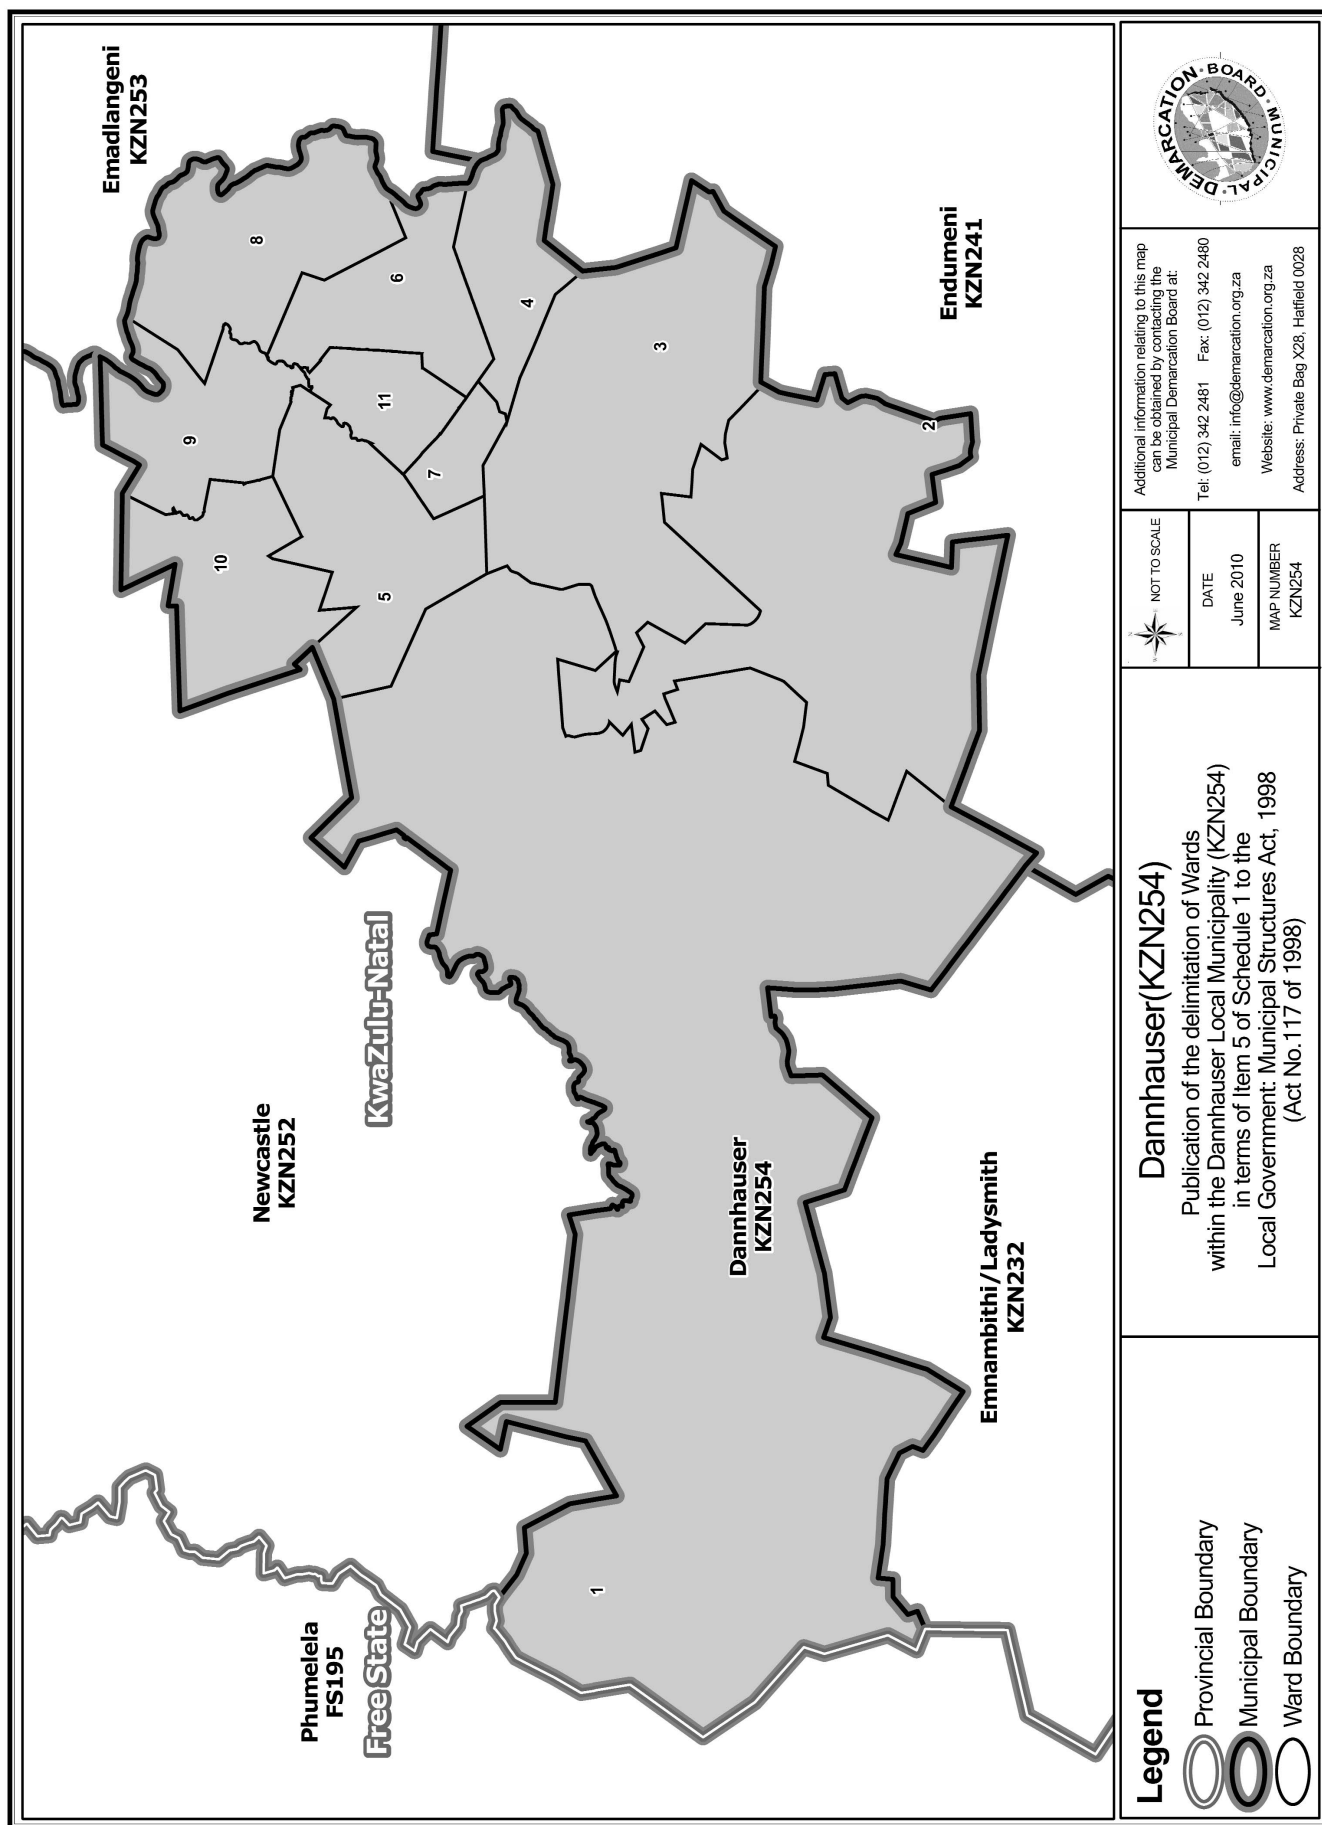 Emadlangeni
KZN253
Newcastle
KZN252
Phumelela
FS195
Free State
KwaZulu-Natal
Dannhauser
KZN254
Endumeni
KZN241
Emnambithi/Ladysmith
KZN232
1
2
3
4
5
6
7
8
9
10
11
Legend
Provincial Boundary
Municipal Boundary
Ward Boundary
Dannhauser(KZN254)
Publication of the delimitation of Wards
within the Dannhauser Local Municipality (KZN254)
in terms of Item 5 of Schedule 1 to the
Local Government: Municipal Structures Act, 1998
(Act No.117 of 1998)
N
E
S
W
NOT TO SCALE
DATE
June 2010
MAP NUMBER
KZN254
Additional information relating to this map
can be obtained by contacting the
Municipal Demarcation Board at:
Tel: (012) 342 2481 Fax: (012) 342 2480
email: info@demarcation.org.za
Website: www.demarcation.org.za
Address: Private Bag X28, Hatfield 0028
MUNICIPAL·DEMARCATION·BOARD·